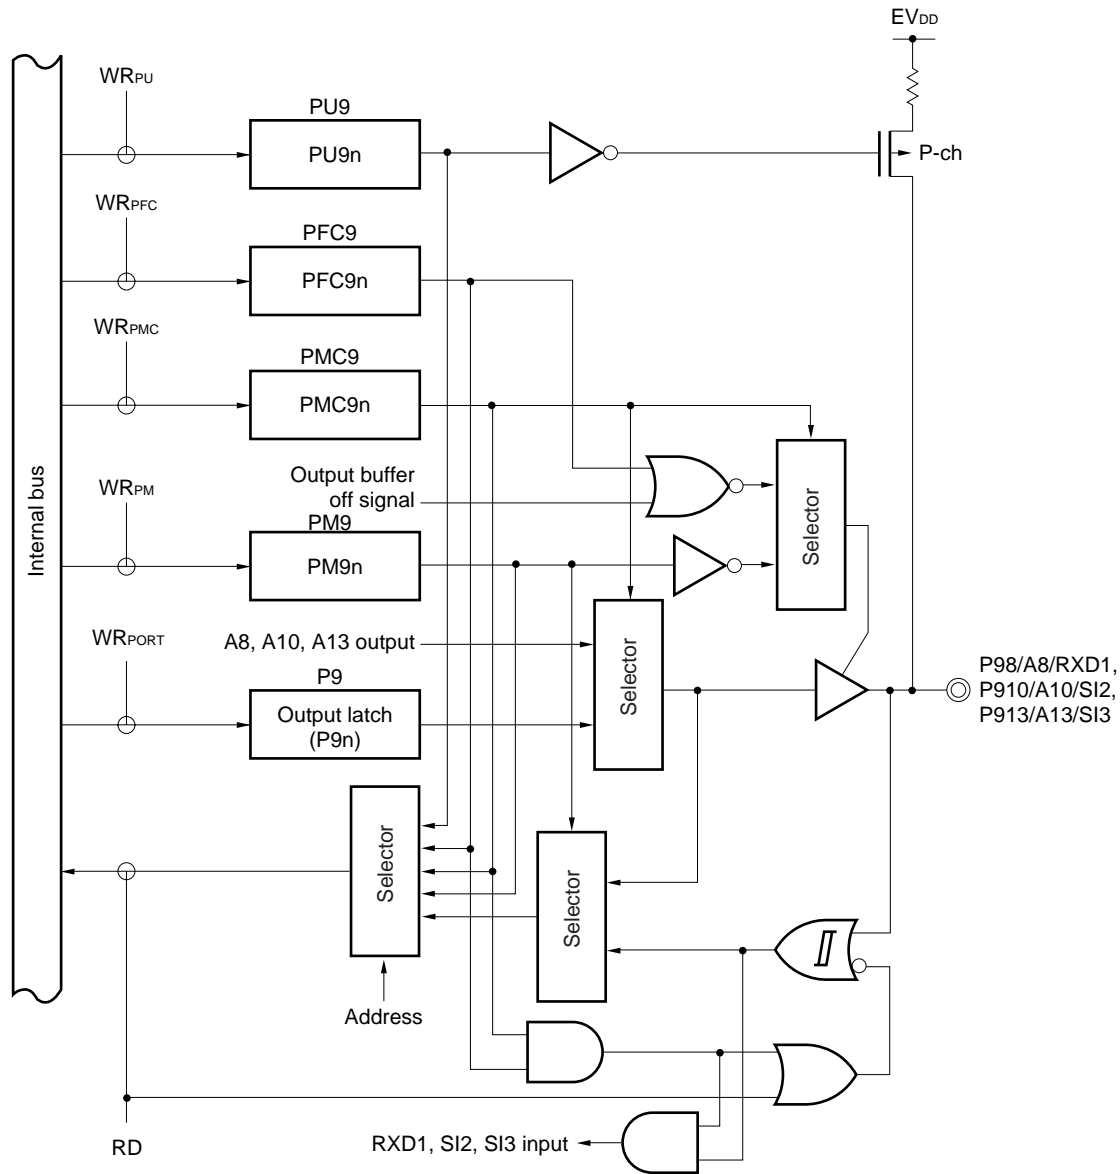 EVDD
WRPU
PU9
PU9n
P-ch
WRPFC
PFC9
PFC9n
WRPMC
PMC9
PMC9n
Output buffer
off signal
Selector
WRPM
PM9
PM9n
Internal bus
A8, A10, A13 output
Selector
WRPORT
P9
Output latch
(P9n)
P98/A8/RXD1,
P910/A10/SI2,
P913/A13/SI3
Selector
Selector
Address
RD
RXD1, SI2, SI3 input